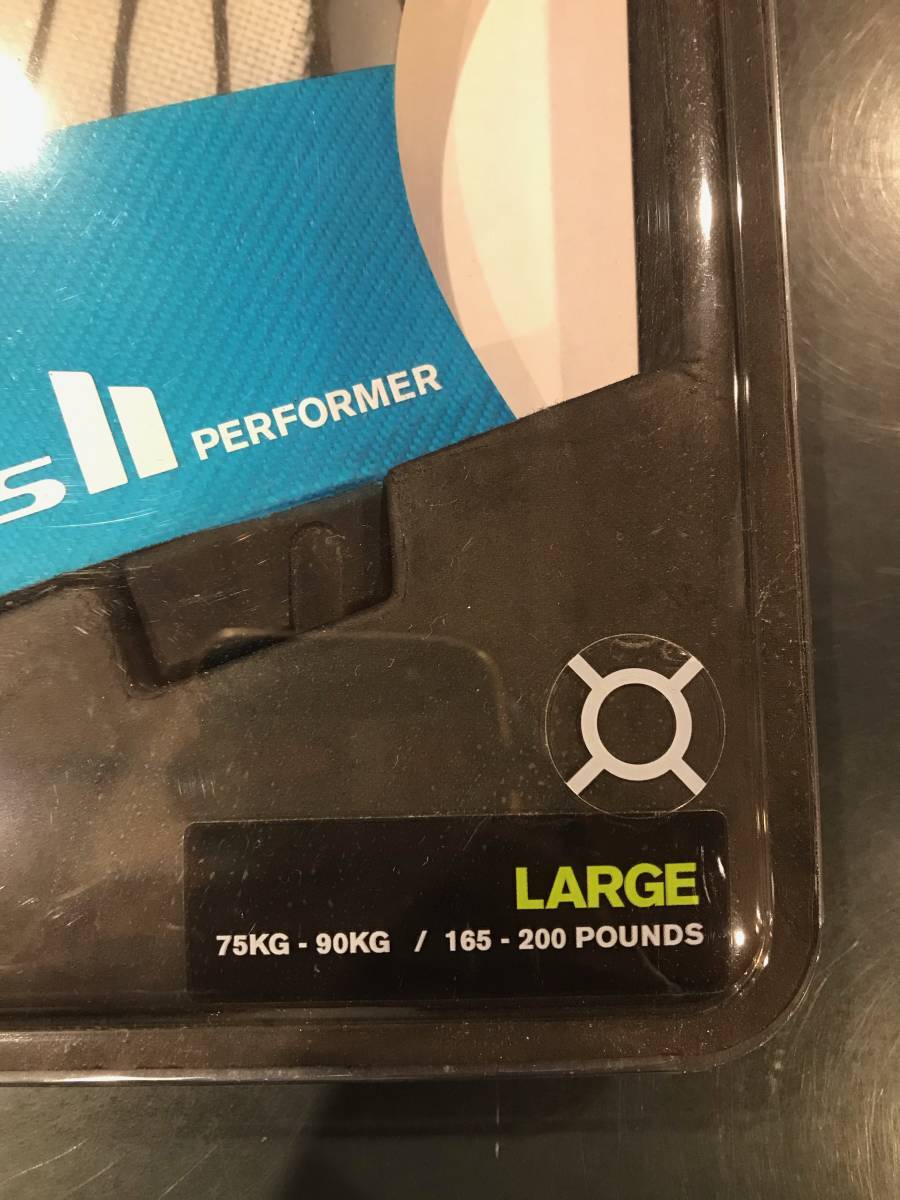 s PERFORMER
LARGE
75KG - 90KG / 165 - 200 POUNDS